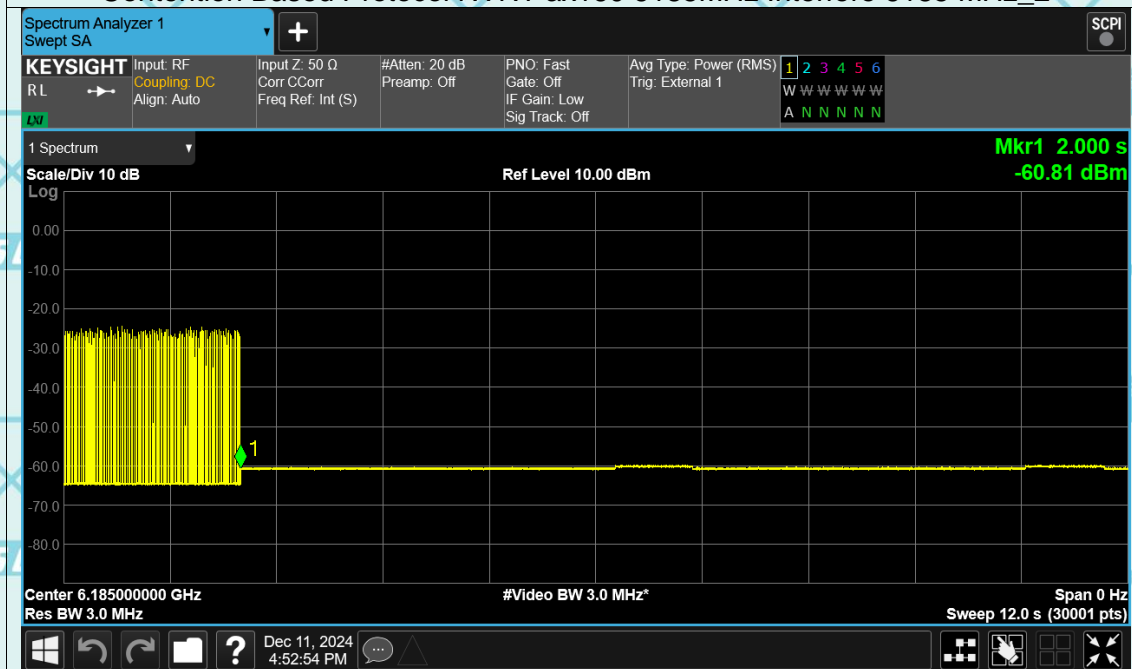 Spectrum Analyzer 1
Swept SA
+
SCPI
KEYSIGHT
R L
LXI
Input: RF
Coupling: DC
Align: Auto
Input Z: 50 Ω
Corr CCorr
Freq Ref: Int (S)
#Atten: 20 dB
Preamp: Off
PNO: Fast
Gate: Off
IF Gain: Low
Sig Track: Off
Avg Type: Power (RMS)
Trig: External 1
1 2 3 4 5 6
W W W W W W
A N N N N N
1 Spectrum
Mkr1 2.000 s
-60.81 dBm
Scale/Div 10 dB
Ref Level 10.00 dBm
Log
0.00
-10.0
-20.0
-30.0
-40.0
-50.0
-60.0
-70.0
-80.0
1
Center 6.185000000 GHz
#Video BW 3.0 MHz*
Span 0 Hz
Res BW 3.0 MHz
Sweep 12.0 s (30001 pts)
?
Dec 11, 2024
4:52:54 PM